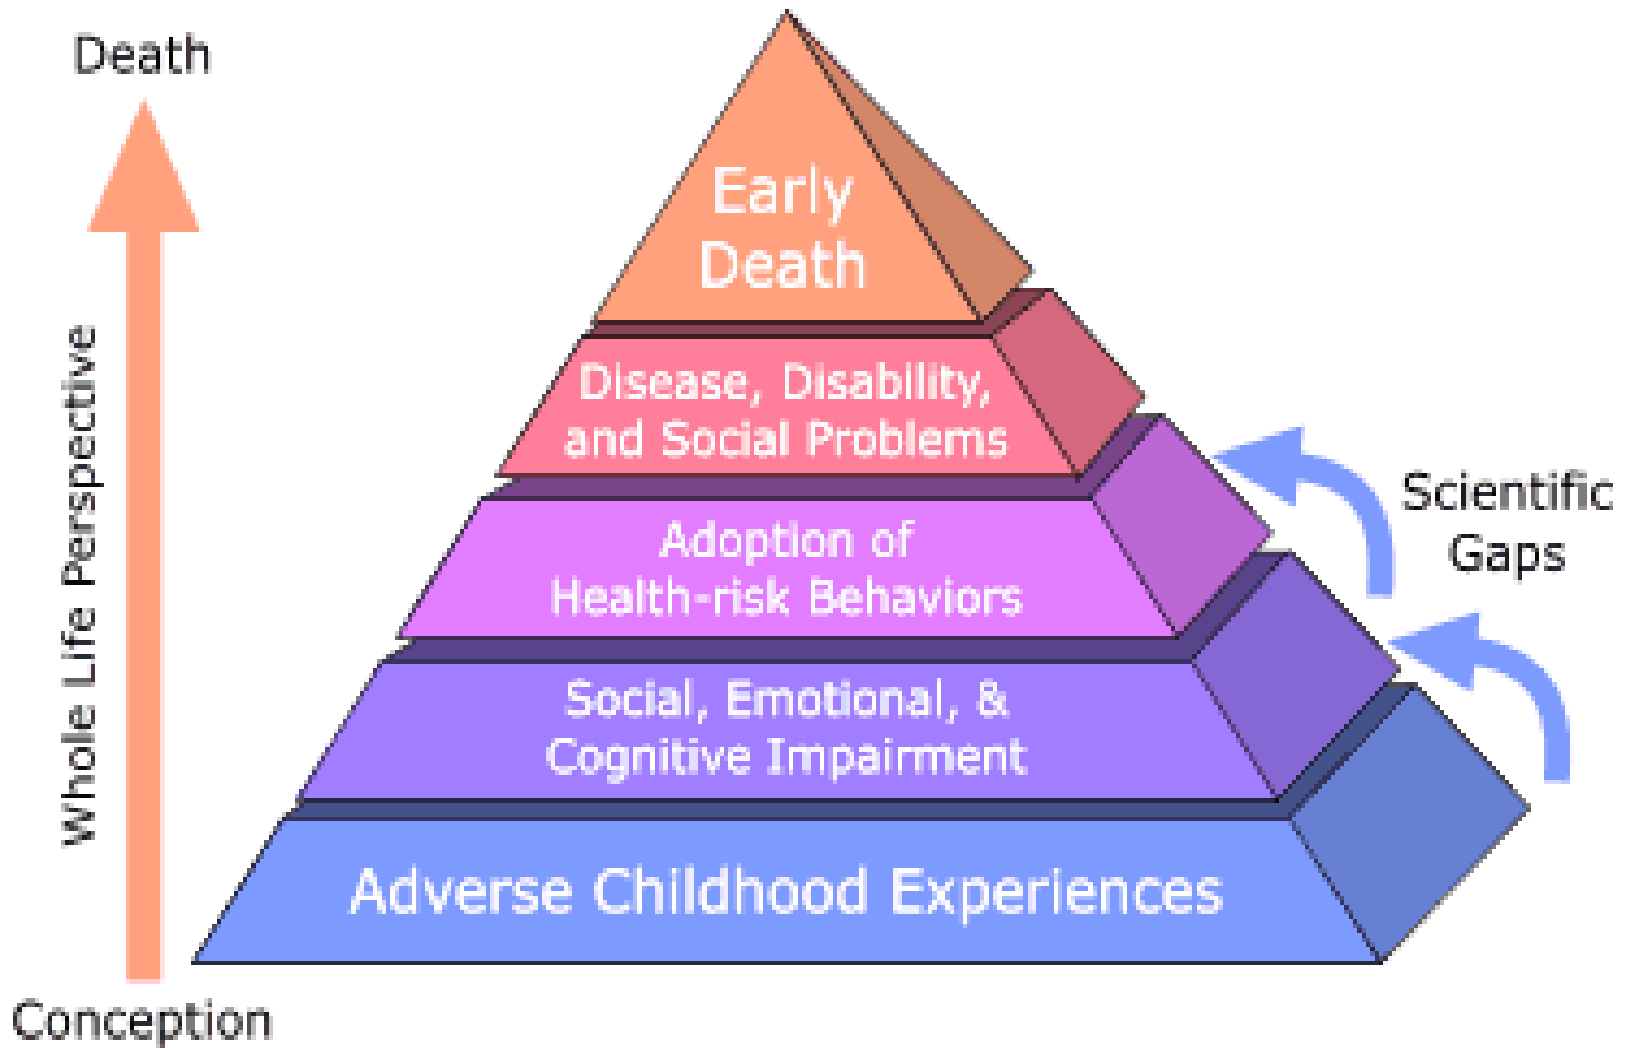 Death
Whole Life Perspective
Conception
Early
Death
Disease, Disability,
and Social Problems
Adoption of
Health-risk Behaviors
Social, Emotional, &
Cognitive Impairment
Adverse Childhood Experiences
Scientific
Gaps